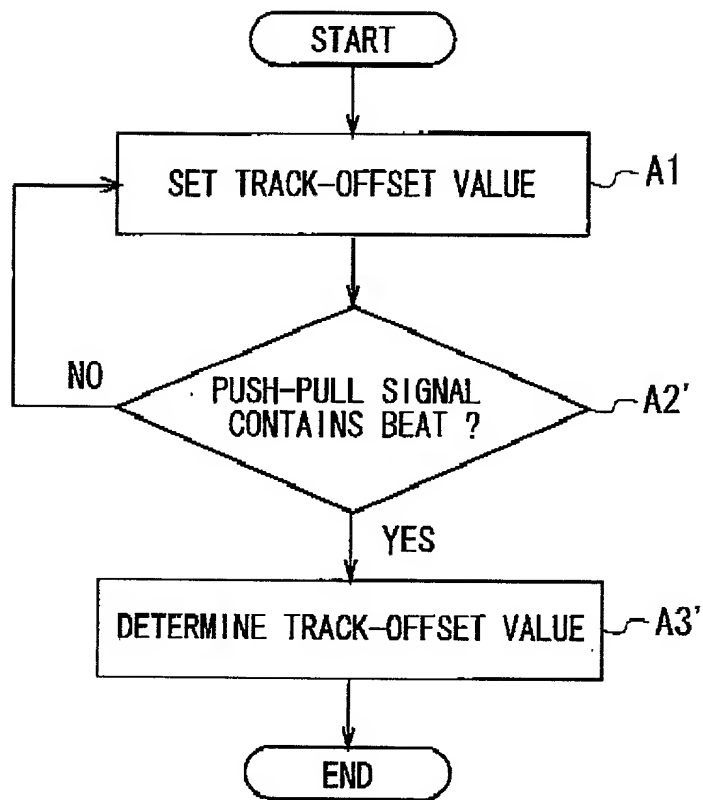 START
SET TRACK-OFFSET VALUE
A1
NO
PUSH-PULL SIGNAL
CONTAINS BEAT ?
A2'
YES
DETERMINE TRACK-OFFSET VALUE
A3'
END